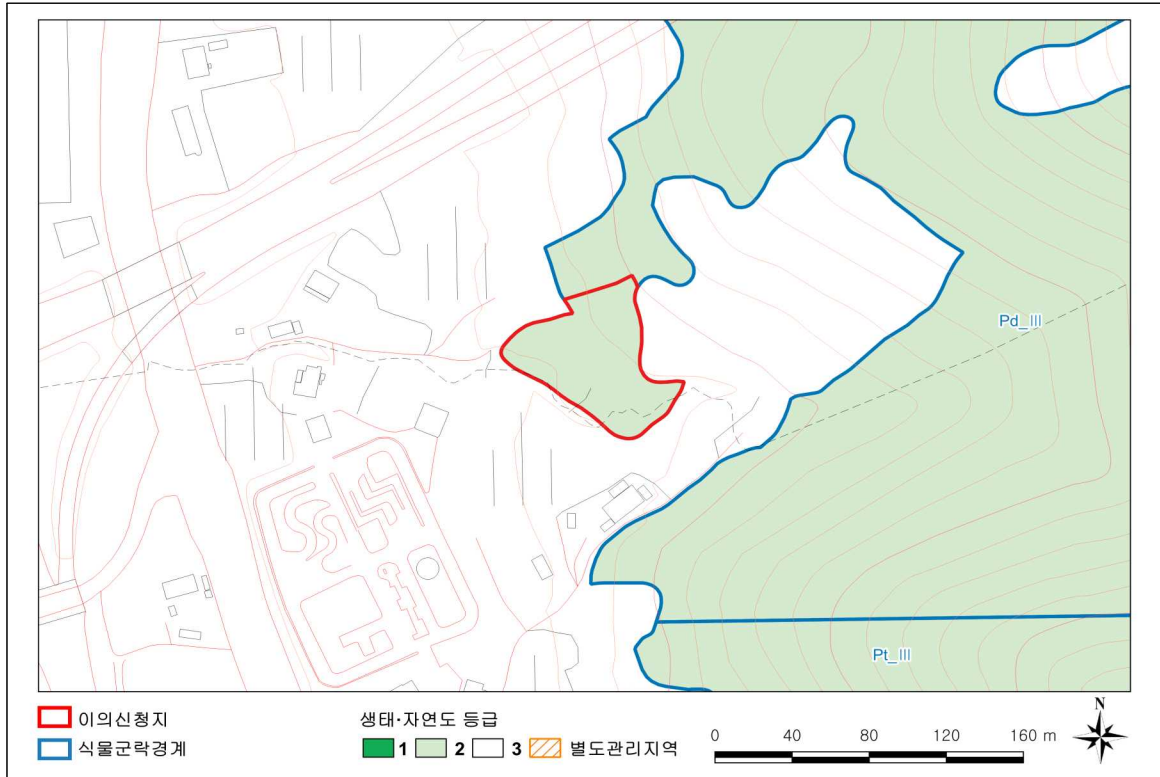 Pd_Ⅲ
Pt_Ⅲ
이의신청지
식물군락경계
생태·자연도 등급
1 2 3 별도관리지역
0 40 80 120 160 m
N